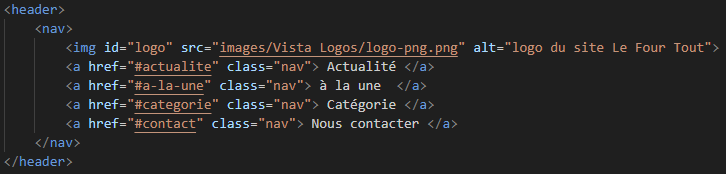 <header>
<nav>
<img id="logo" src="images/Vista Logos/logo-png.png" alt="logo du site Le Four Tout">
<a href="#actualite" class="nav"> Actualité </a>
<a href="#a-la-une" class="nav"> à la une  </a>
<a href="#categorie" class="nav"> Catégorie </a>
<a href="#contact" class="nav"> Nous contacter </a>
</nav>
</header>